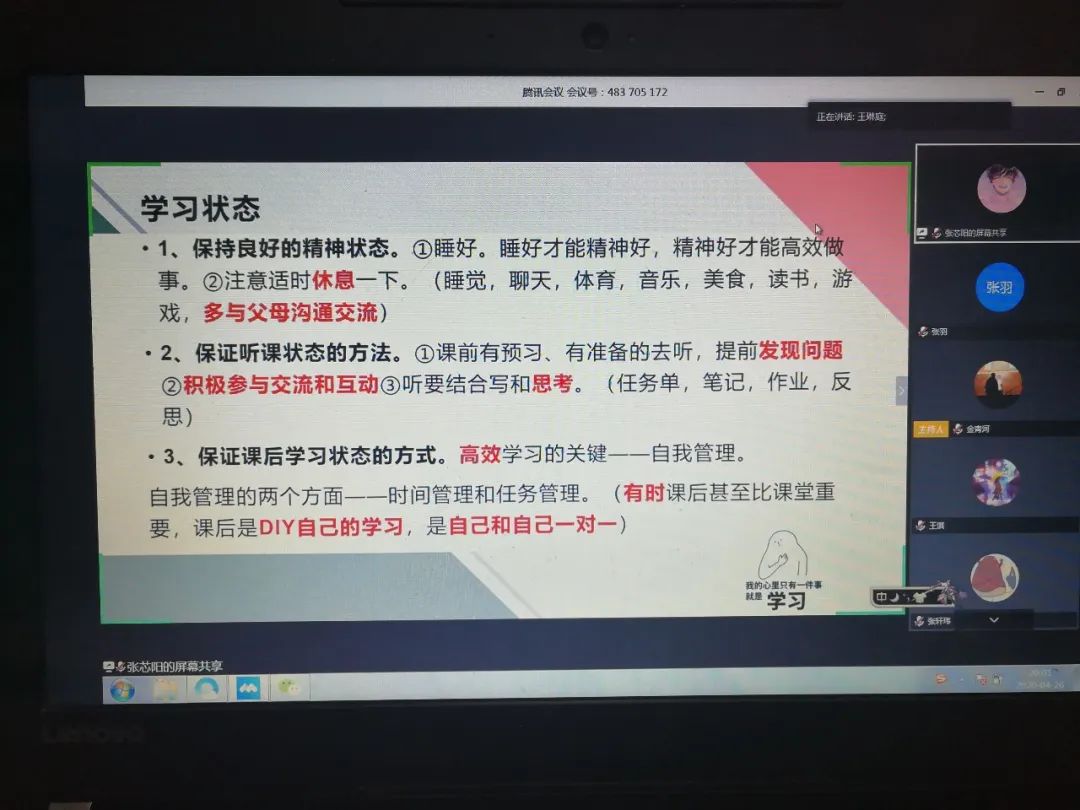 腾讯会议 会议号：483 705 172
正在讲话: 王琳庭;
学习状态
• 1、保持良好的精神状态。①睡好。睡好才能精神好，精神好才能高效做
事。②注意适时休息一下。（睡觉，聊天，体育，音乐，美食，读书，游
戏，多与父母沟通交流）
• 2、保证听课状态的方法。①课前有预习、有准备的去听，提前发现问题
②积极参与交流和互动③听要结合写和思考。（任务单，笔记，作业，反
思）
• 3、保证课后学习状态的方式。高效学习的关键——自我管理。
自我管理的两个方面——时间管理和任务管理。（有时课后甚至比课堂重
要，课后是DIY自己的学习，是自己和自己一对一）
我的心里只有一件事
就是 学习
张芯阳的屏幕共享
张羽
张羽
主持人 金青河
张轩玮
中
张芯阳的屏幕共享
20:01
2020-04-26
Lenovo